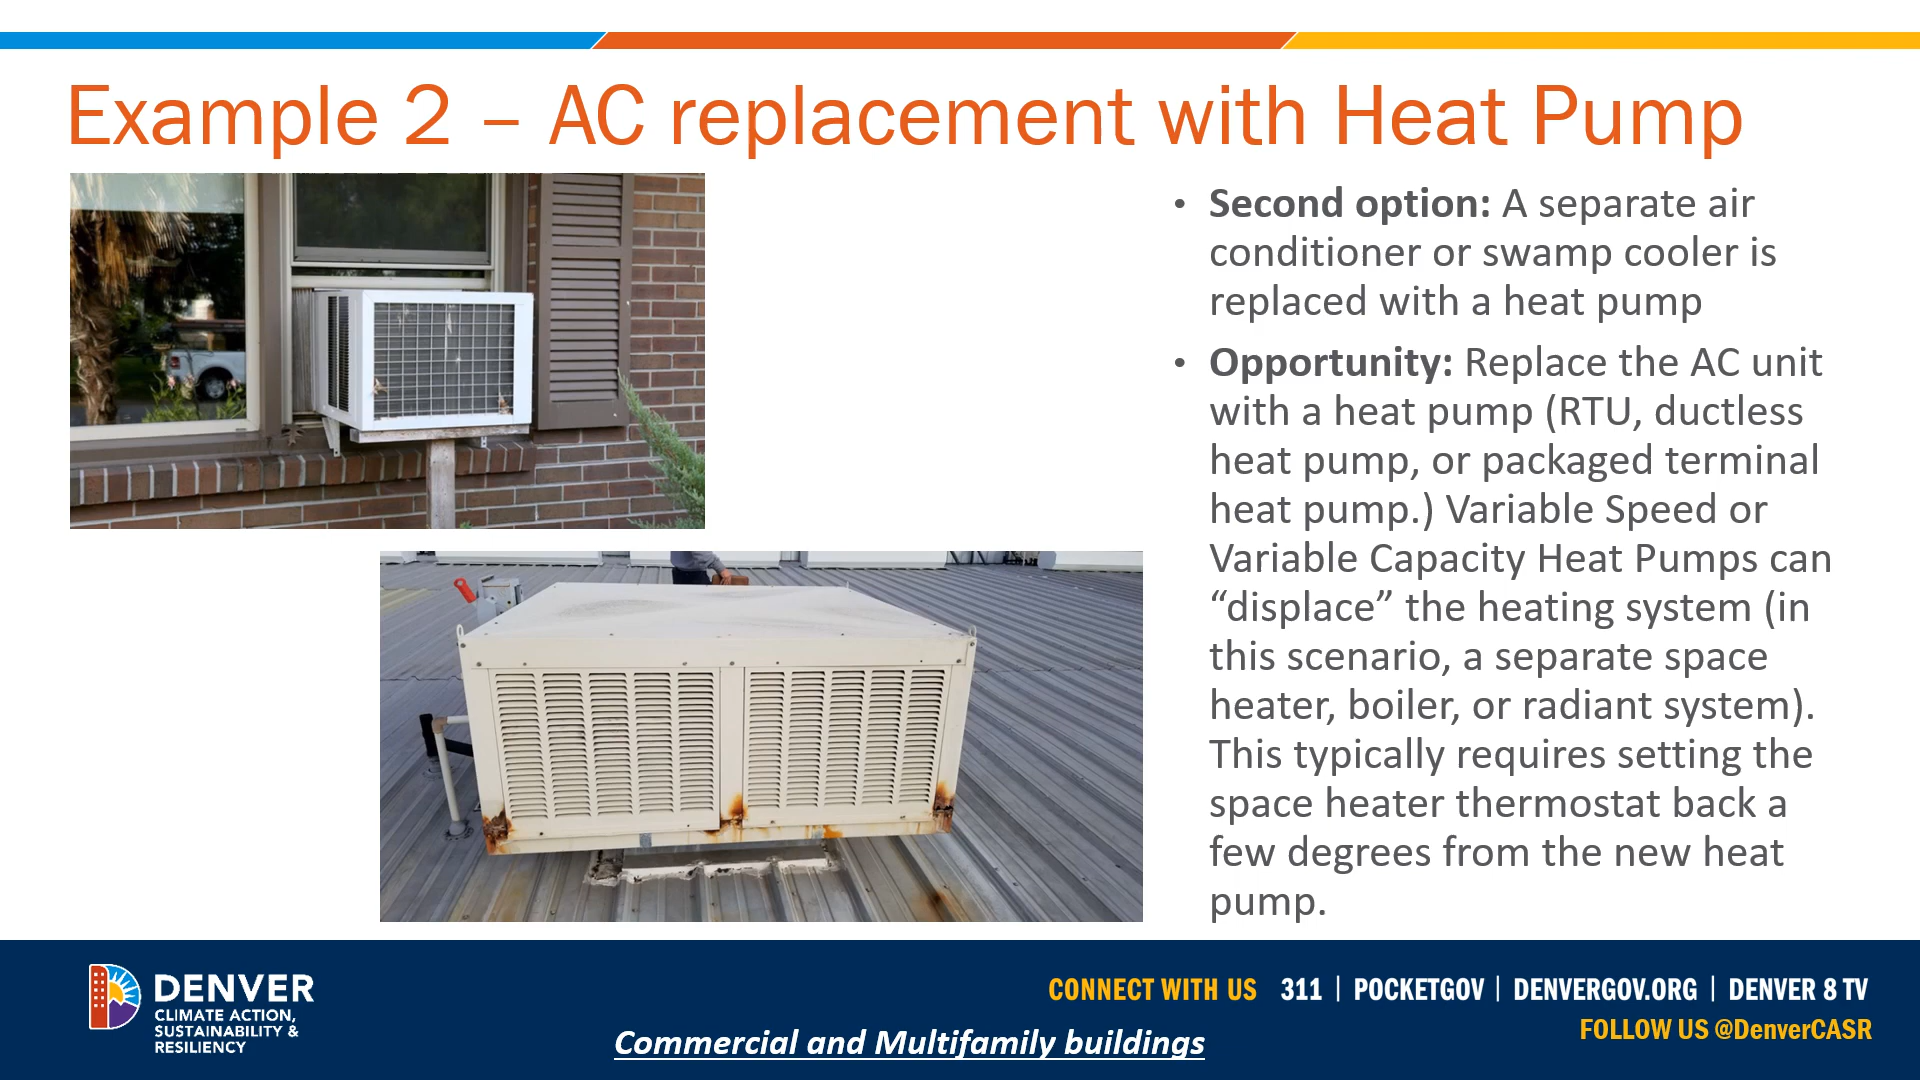 Example 2 – AC replacement with Heat Pump
• Second option: A separate air
conditioner or swamp cooler is
replaced with a heat pump
• Opportunity: Replace the AC unit
with a heat pump (RTU, ductless
heat pump, or packaged terminal
heat pump.) Variable Speed or
Variable Capacity Heat Pumps can
“displace” the heating system (in
this scenario, a separate space
heater, boiler, or radiant system).
This typically requires setting the
space heater thermostat back a
few degrees from the new heat
pump.
DENVER
CLIMATE ACTION,
SUSTAINABILITY &
RESILIENCY
Commercial and Multifamily buildings
CONNECT WITH US 311 | POCKETGOV | DENVERGOV.ORG | DENVER 8 TV
FOLLOW US @DenverCASR